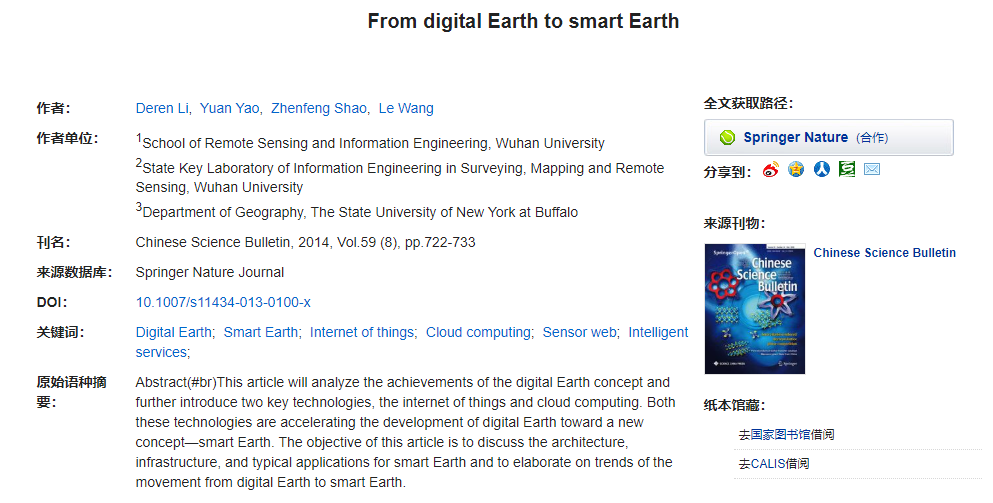 From digital Earth to smart Earth
作者：
Deren Li, Yuan Yao, Zhenfeng Shao, Le Wang
作者单位：
1School of Remote Sensing and Information Engineering, Wuhan University
2State Key Laboratory of Information Engineering in Surveying, Mapping and Remote
Sensing, Wuhan University
3Department of Geography, The State University of New York at Buffalo
刊名：
Chinese Science Bulletin, 2014, Vol.59 (8), pp.722-733
来源数据库：
Springer Nature Journal
DOI：
10.1007/s11434-013-0100-x
关键词：
Digital Earth; Smart Earth; Internet of things; Cloud computing; Sensor web; Intelligent
services;
原始语种摘
要：
Abstract(#br)This article will analyze the achievements of the digital Earth concept and
further introduce two key technologies, the internet of things and cloud computing. Both
these technologies are accelerating the development of digital Earth toward a new
concept—smart Earth. The objective of this article is to discuss the architecture,
infrastructure, and typical applications for smart Earth and to elaborate on trends of the
movement from digital Earth to smart Earth.
全文获取路径：
Springer Nature (合作)
分享到：
来源刊物：
Chinese
Science
Bulletin
Chinese Science Bulletin
纸本馆藏：
去国家图书馆借阅
去CALIS借阅